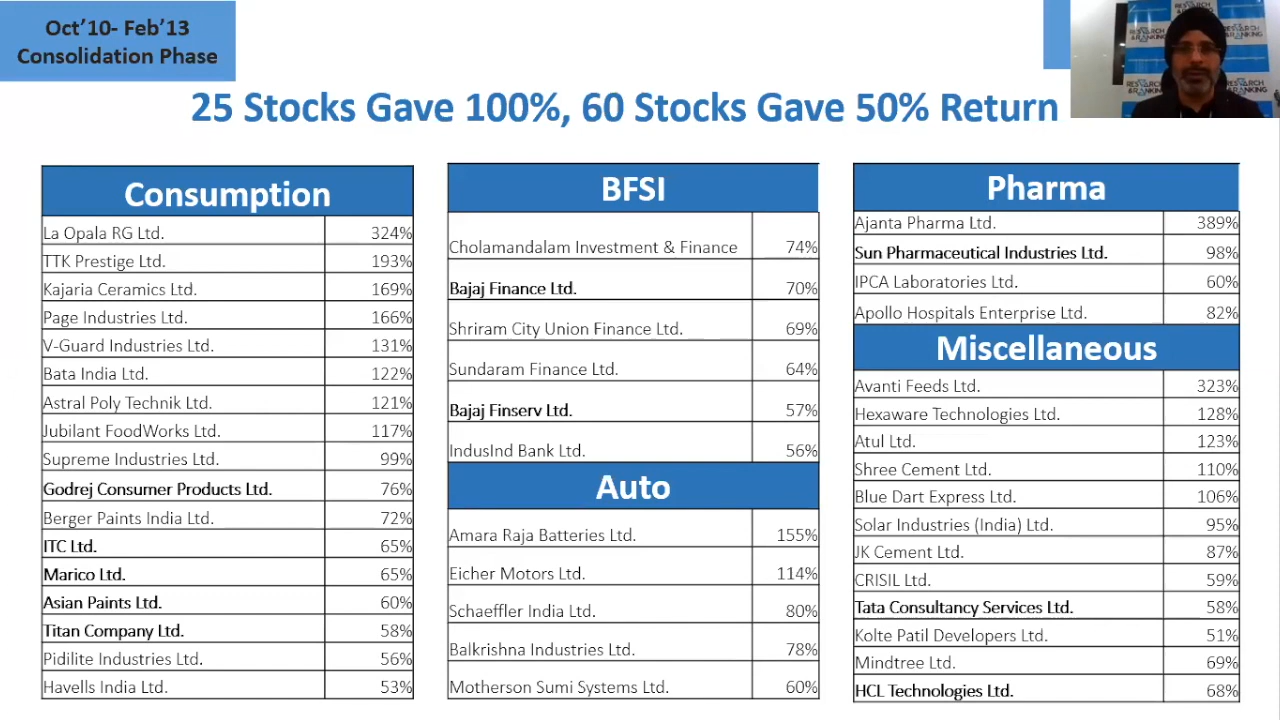 Oct’10- Feb’13
Consolidation Phase
25 Stocks Gave 100%, 60 Stocks Gave 50% Return
Consumption
La Opala RG Ltd. 324%
TTK Prestige Ltd. 193%
Kajaria Ceramics Ltd. 169%
Page Industries Ltd. 166%
V-Guard Industries Ltd. 131%
Bata India Ltd. 122%
Astral Poly Technik Ltd. 121%
Jubilant FoodWorks Ltd. 117%
Supreme Industries Ltd. 99%
Godrej Consumer Products Ltd. 76%
Berger Paints India Ltd. 72%
ITC Ltd. 65%
Marico Ltd. 65%
Asian Paints Ltd. 60%
Titan Company Ltd. 58%
Pidilite Industries Ltd. 56%
Havells India Ltd. 53%
BFSI
Cholamandalam Investment & Finance 74%
Bajaj Finance Ltd. 70%
Shriram City Union Finance Ltd. 69%
Sundaram Finance Ltd. 64%
Bajaj Finserv Ltd. 57%
IndusInd Bank Ltd. 56%
Auto
Amara Raja Batteries Ltd. 155%
Eicher Motors Ltd. 114%
Schaeffler India Ltd. 80%
Balkrishna Industries Ltd. 78%
Motherson Sumi Systems Ltd. 60%
Pharma
Ajanta Pharma Ltd. 389%
Sun Pharmaceutical Industries Ltd. 98%
IPCA Laboratories Ltd. 60%
Apollo Hospitals Enterprise Ltd. 82%
Miscellaneous
Avanti Feeds Ltd. 323%
Hexaware Technologies Ltd. 128%
Atul Ltd. 123%
Shree Cement Ltd. 110%
Blue Dart Express Ltd. 106%
Solar Industries (India) Ltd. 95%
JK Cement Ltd. 87%
CRISIL Ltd. 59%
Tata Consultancy Services Ltd. 58%
Kolte Patil Developers Ltd. 51%
Mindtree Ltd. 69%
HCL Technologies Ltd. 68%